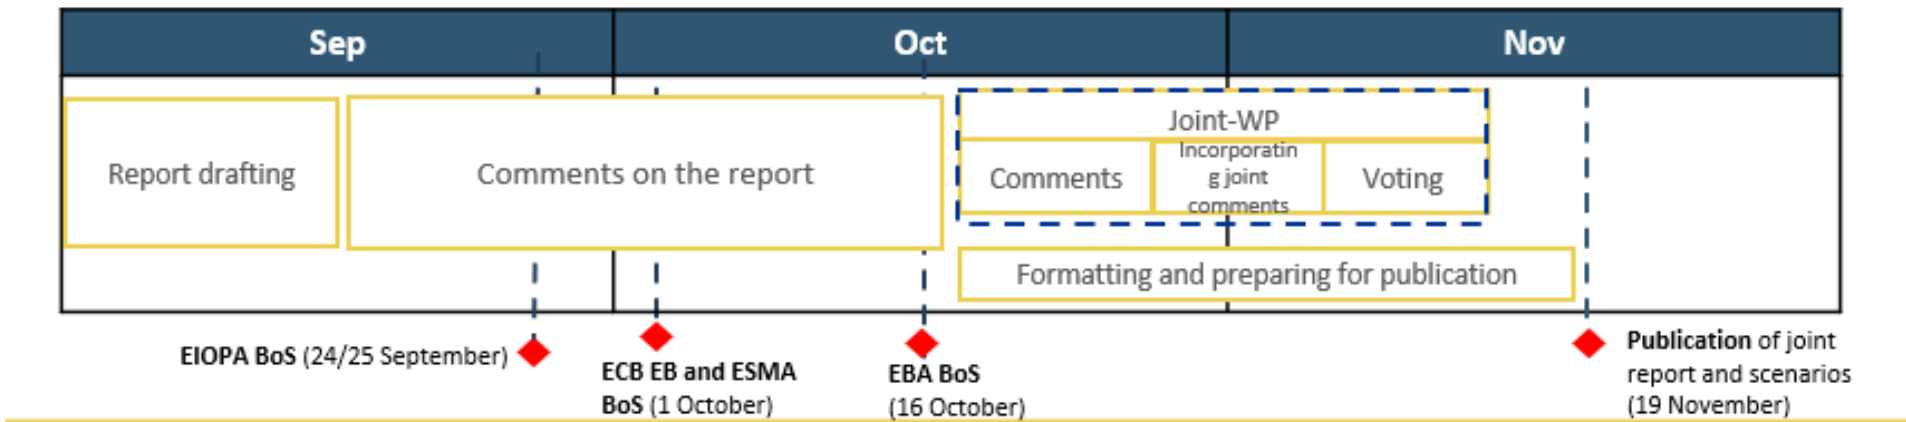 Sep
Oct
Nov
Report drafting
Comments on the report
Joint-WP
Comments
Incorporatin
g joint
comments
Voting
Formatting and preparing for publication
EIOPA BoS (24/25 September)
ECB EB and ESMA
BoS (1 October)
EBA BoS
(16 October)
Publication of joint
report and scenarios
(19 November)